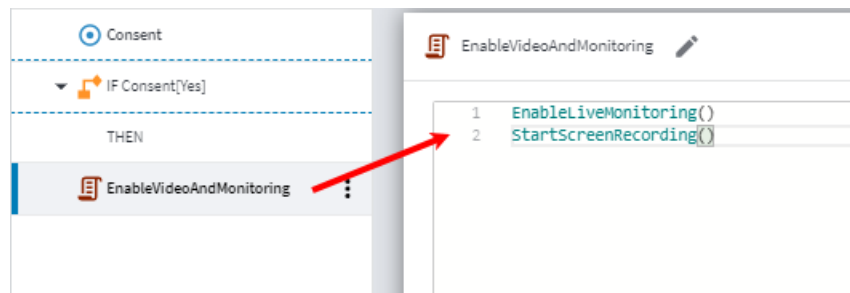 Consent
IF Consent[Yes]
THEN
EnableVideoAndMonitoring
EnableVideoAndMonitoring
1 EnableLiveMonitoring()
2 StartScreenRecording()